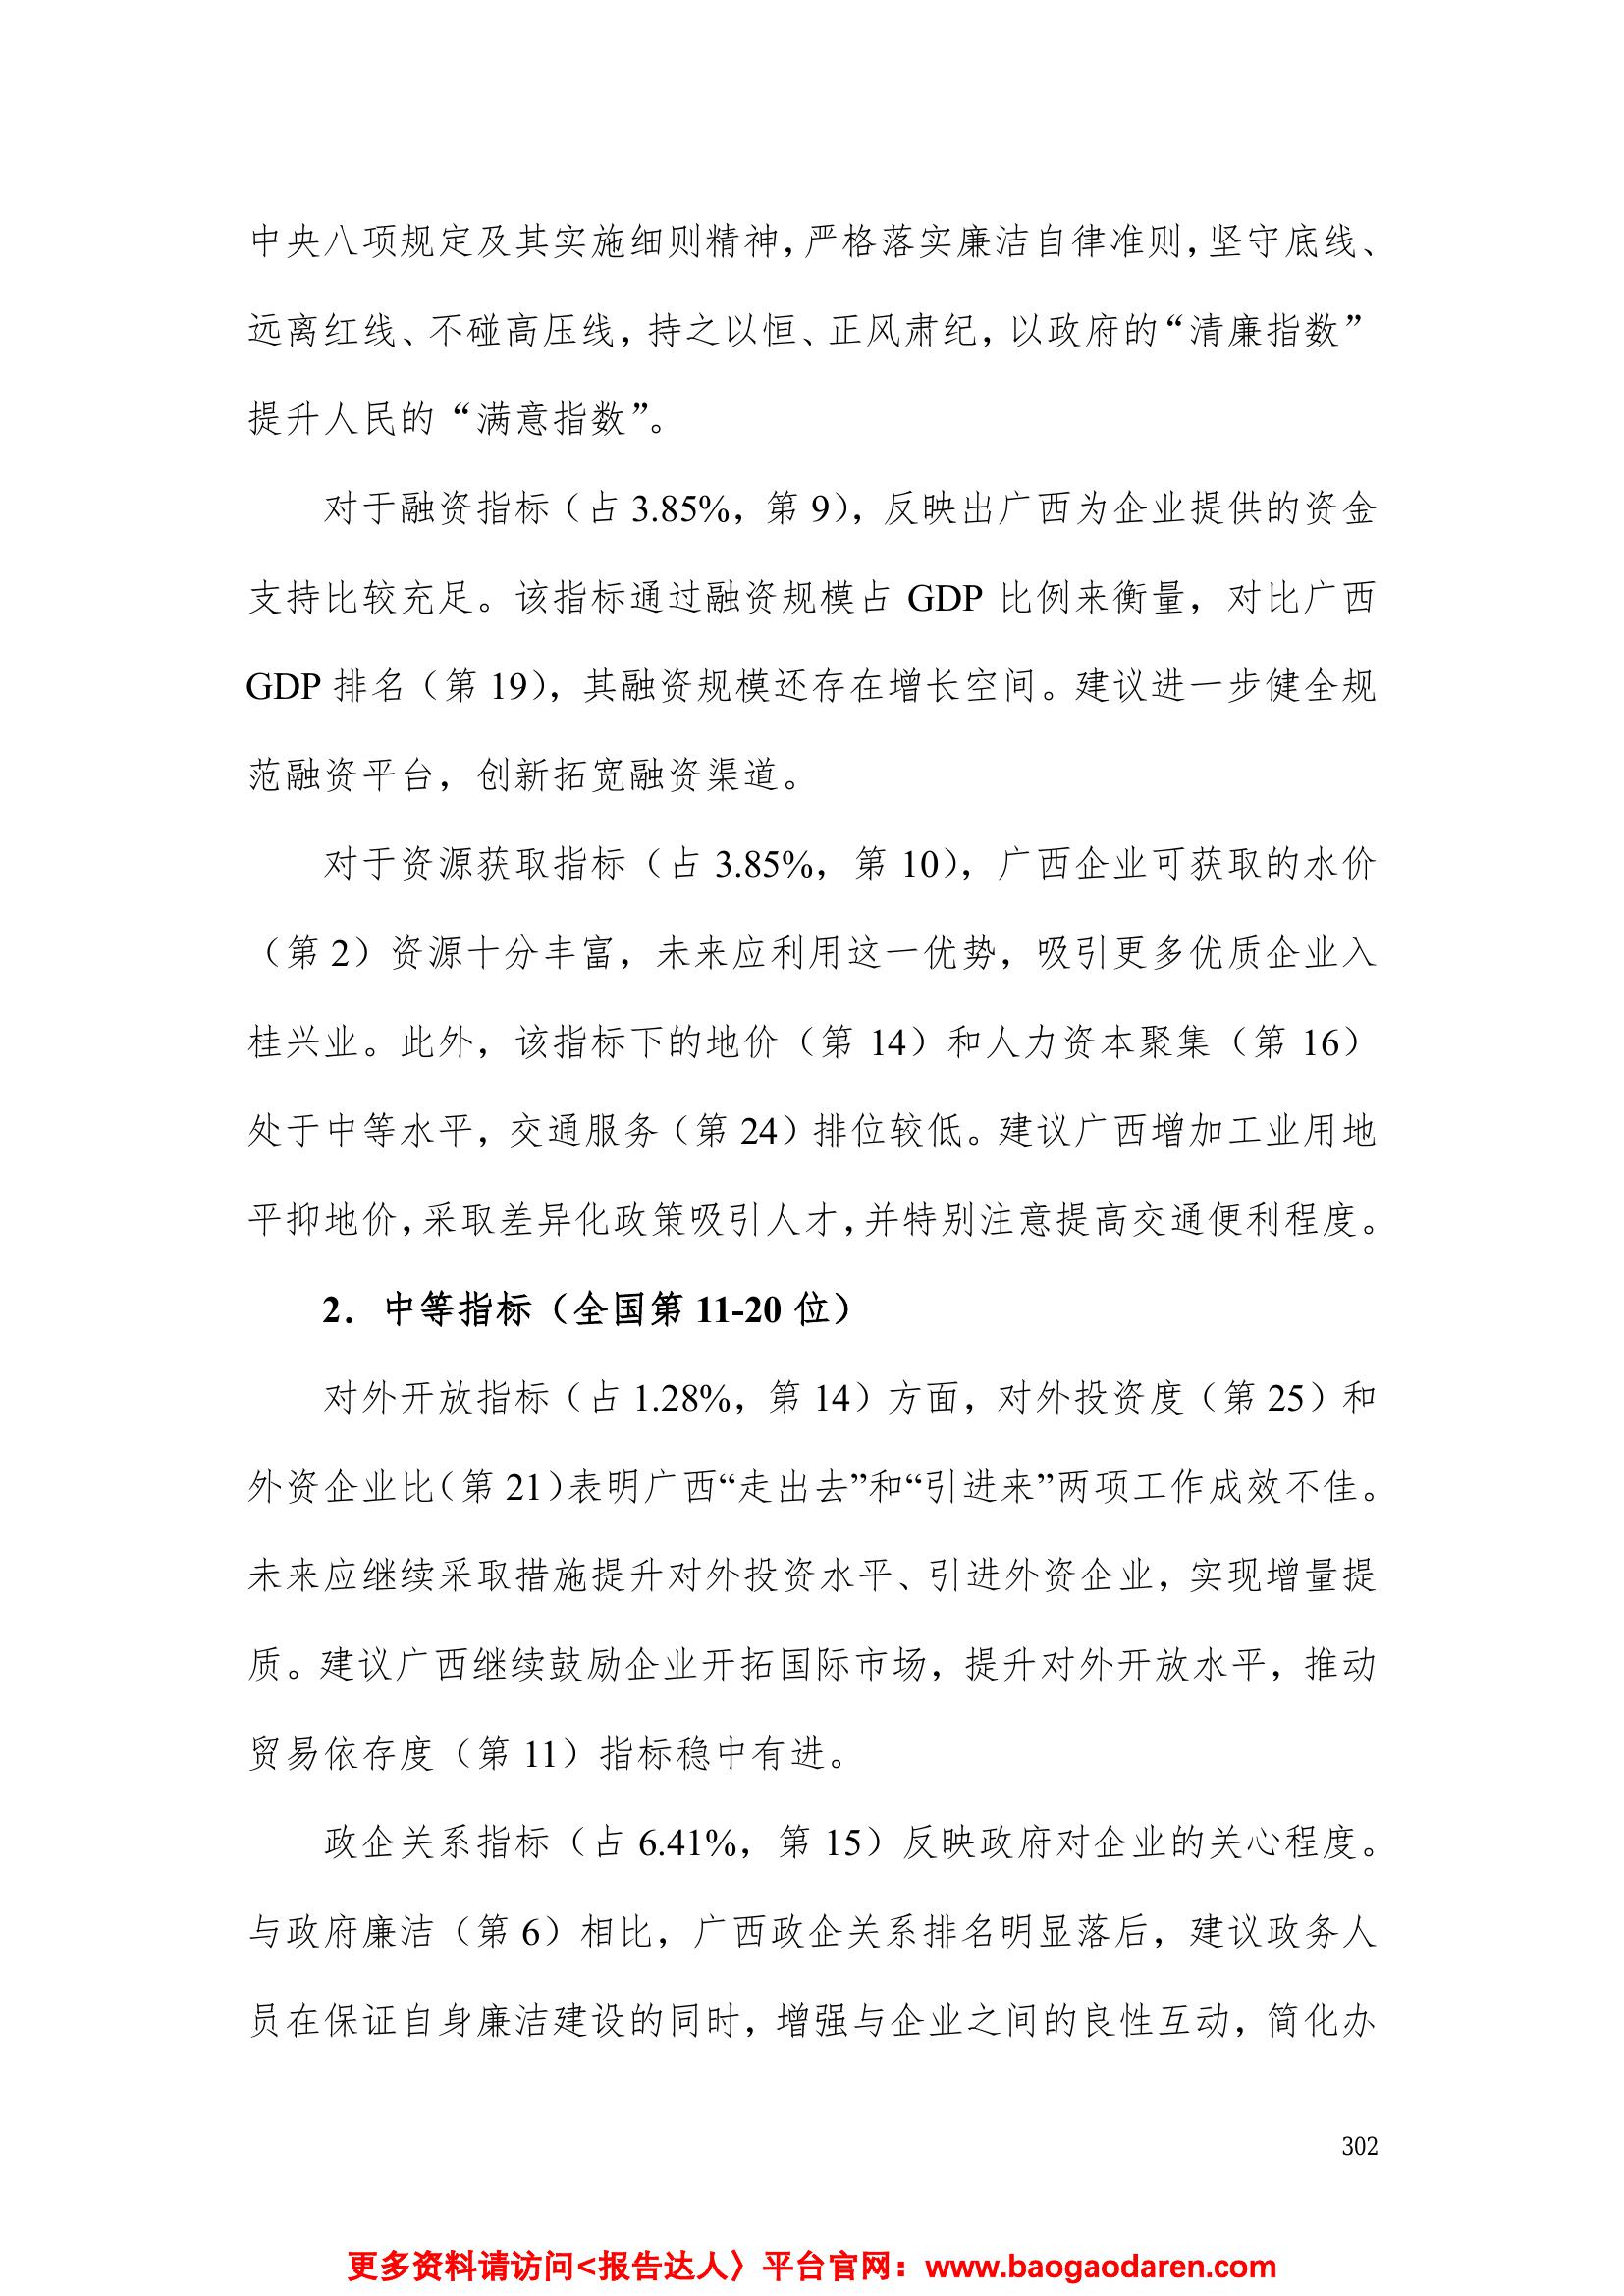 中央八项规定及其实施细则精神，严格落实廉洁自律准则，坚守底线、
远离红线、不碰高压线，持之以恒、正风肃纪，以政府的“清廉指数”
提升人民的“满意指数”。
对于融资指标（占 3.85%，第 9），反映出广西为企业提供的资金
支持比较充足。该指标通过融资规模占 GDP 比例来衡量，对比广西
GDP 排名（第 19），其融资规模还存在增长空间。建议进一步健全规
范融资平台，创新拓宽融资渠道。
对于资源获取指标（占 3.85%，第 10），广西企业可获取的水价
（第 2）资源十分丰富，未来应利用这一优势，吸引更多优质企业入
桂兴业。此外，该指标下的地价（第 14）和人力资本聚集（第 16）
处于中等水平，交通服务（第 24）排位较低。建议广西增加工业用地
平抑地价，采取差异化政策吸引人才，并特别注意提高交通便利程度。
2．中等指标（全国第 11-20 位）
对外开放指标（占 1.28%，第 14）方面，对外投资度（第 25）和
外资企业比（第 21）表明广西“走出去”和“引进来”两项工作成效不佳。
未来应继续采取措施提升对外投资水平、引进外资企业，实现增量提
质。建议广西继续鼓励企业开拓国际市场，提升对外开放水平，推动
贸易依存度（第 11）指标稳中有进。
政企关系指标（占 6.41%，第 15）反映政府对企业的关心程度。
与政府廉洁（第 6）相比，广西政企关系排名明显落后，建议政务人
员在保证自身廉洁建设的同时，增强与企业之间的良性互动，简化办
302
更多资料请访问<报告达人〉平台官网：www.baogaodaren.com